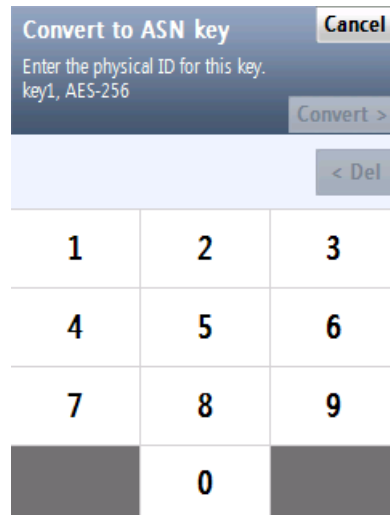 Convert to ASN key
Cancel
Enter the physical ID for this key.
key1, AES-256
Convert >
< Del
1 2 3
4 5 6
7 8 9
0